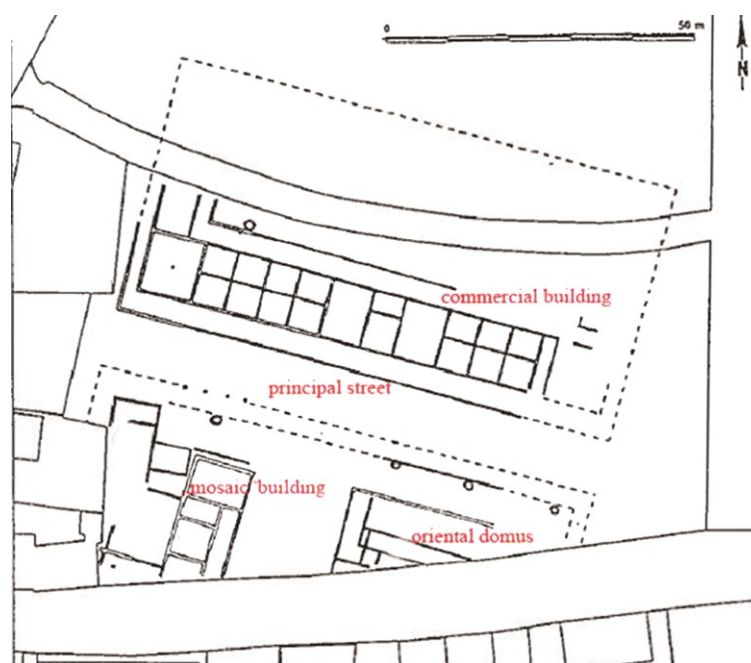 0 50 m
N
commercial building
principal street
mosaic building
oriental domus